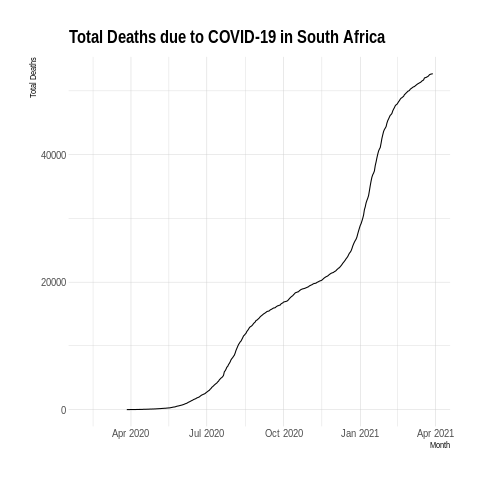 Total Deaths due to COVID-19 in South Africa
Total Deaths
40000
20000
0
Apr 2020 Jul 2020 Oct 2020 Jan 2021 Apr 2021
Month